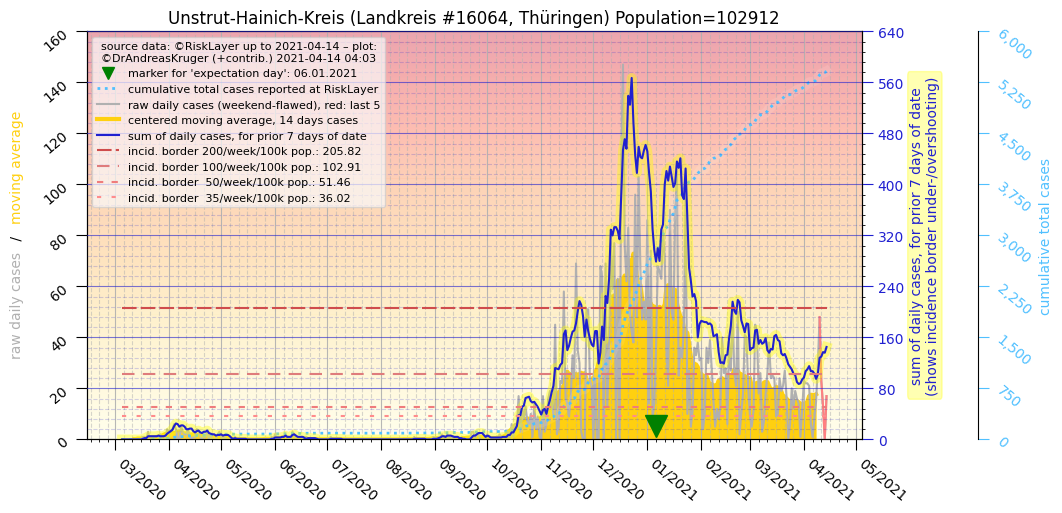 Unstrut-Hainich-Kreis (Landkreis #16064, Thüringen) Population=102912
source data: ©RiskLayer up to 2021-04-14 – plot:
©DrAndreasKruger (+contrib.) 2021-04-14 04:03
marker for 'expectation day': 06.01.2021
cumulative total cases reported at RiskLayer
raw daily cases (weekend-flawed), red: last 5
centered moving average, 14 days cases
sum of daily cases, for prior 7 days of date
incid. border 200/week/100k pop.: 205.82
incid. border 100/week/100k pop.: 102.91
incid. border  50/week/100k pop.: 51.46
incid. border  35/week/100k pop.: 36.02
raw daily cases / moving average
160
140
120
100
80
60
40
20
0
640
560
480
400
320
240
160
80
0
sum of daily cases, for prior 7 days of date
(shows incidence border under-/overshooting)
6,000
5,250
4,500
3,750
3,000
2,250
1,500
750
0
cumulative total cases
03/2020
04/2020
05/2020
06/2020
07/2020
08/2020
09/2020
10/2020
11/2020
12/2020
01/2021
02/2021
03/2021
04/2021
05/2021